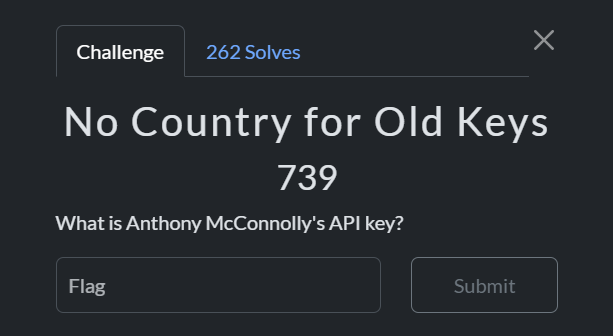 Challenge
262 Solves
No Country for Old Keys
739
What is Anthony McConnolly's API key?
Flag
Submit